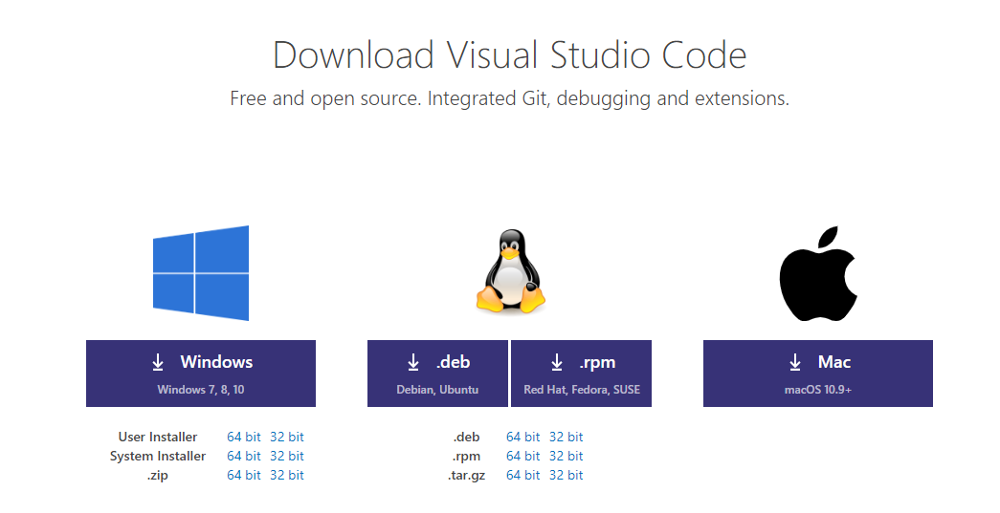 Download Visual Studio Code
Free and open source. Integrated Git, debugging and extensions.
Windows
Windows 7, 8, 10
User Installer 64 bit 32 bit
System Installer 64 bit 32 bit
.zip 64 bit 32 bit
.deb
Debian, Ubuntu
.rpm
Red Hat, Fedora, SUSE
.deb 64 bit 32 bit
.rpm 64 bit 32 bit
.tar.gz 64 bit 32 bit
Mac
macOS 10.9+